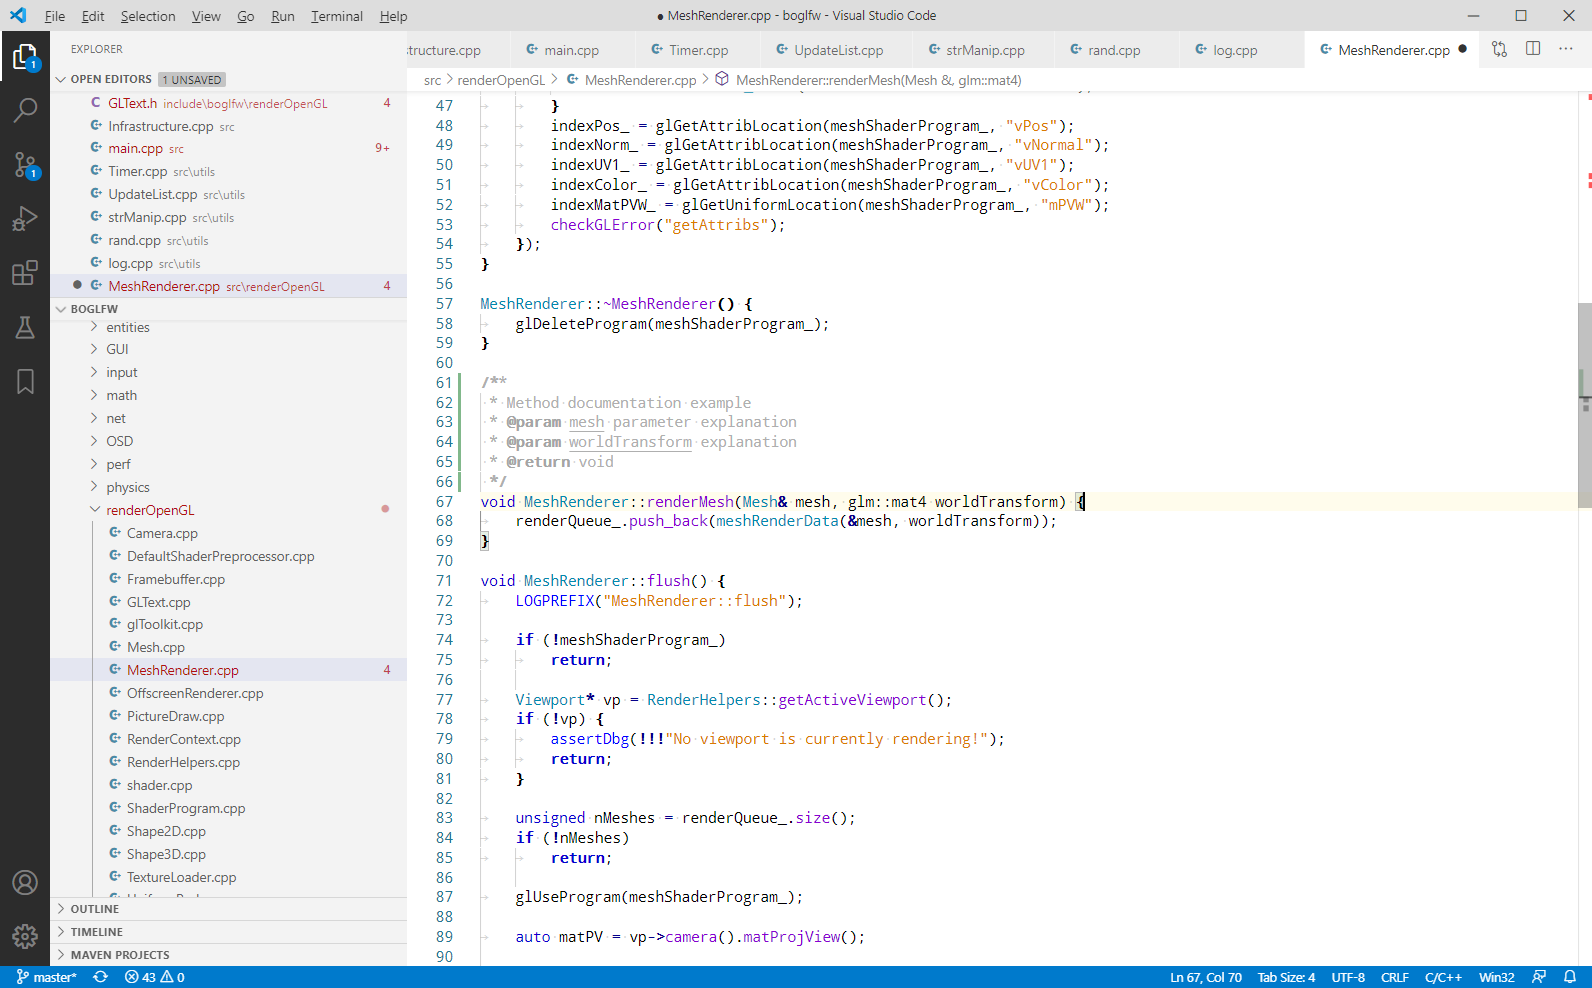 File Edit Selection View Go Run Terminal Help
● MeshRenderer.cpp - boglfw - Visual Studio Code
EXPLORER
OPEN EDITORS 1 UNSAVED
GLText.h include\boglfw\renderOpenGL 4
Infrastructure.cpp src
main.cpp src 9+
Timer.cpp src\utils
UpdateList.cpp src\utils
strManip.cpp src\utils
rand.cpp src\utils
log.cpp src\utils
MeshRenderer.cpp src\renderOpenGL 4
BOGLFW
entities
GUI
input
math
net
OSD
perf
physics
renderOpenGL
Camera.cpp
DefaultShaderPreprocessor.cpp
Framebuffer.cpp
GLText.cpp
glToolkit.cpp
Mesh.cpp
MeshRenderer.cpp 4
OffscreenRenderer.cpp
PictureDraw.cpp
RenderContext.cpp
RenderHelpers.cpp
shader.cpp
ShaderProgram.cpp
Shape2D.cpp
Shape3D.cpp
TextureLoader.cpp
OUTLINE
TIMELINE
MAVEN PROJECTS
1
1
tructure.cpp main.cpp Timer.cpp UpdateList.cpp strManip.cpp rand.cpp log.cpp MeshRenderer.cpp ●
src > renderOpenGL > MeshRenderer.cpp > MeshRenderer::renderMesh(Mesh &, glm::mat4)
47 }
48 indexPos_ = glGetAttribLocation(meshShaderProgram_, "vPos");
49 indexNorm_ = glGetAttribLocation(meshShaderProgram_, "vNormal");
50 indexUV1_ = glGetAttribLocation(meshShaderProgram_, "vUV1");
51 indexColor_ = glGetAttribLocation(meshShaderProgram_, "vColor");
52 indexMatPVW_ = glGetUniformLocation(meshShaderProgram_, "mPVW");
53 checkGLError("getAttribs");
54 });
55 }
56
57 MeshRenderer::~MeshRenderer() {
58 glDeleteProgram(meshShaderProgram_);
59 }
60
61 /**
62 * Method documentation example
63 * @param mesh parameter explanation
64 * @param worldTransform explanation
65 * @return void
66 */
67 void MeshRenderer::renderMesh(Mesh& mesh, glm::mat4 worldTransform) {
68 renderQueue_.push_back(meshRenderData(&mesh, worldTransform));
69 }
70
71 void MeshRenderer::flush() {
72 LOGPREFIX("MeshRenderer::flush");
73
74 if (!meshShaderProgram_)
75 return;
76
77 Viewport* vp = RenderHelpers::getActiveViewport();
78 if (!vp) {
79 assertDbg(!!!"No viewport is currently rendering!");
80 return;
81 }
82
83 unsigned nMeshes = renderQueue_.size();
84 if (!nMeshes)
85 return;
86
87 glUseProgram(meshShaderProgram_);
88
89 auto matPV = vp->camera().matProjView();
90
master* 43 0
Ln 67, Col 70 Tab Size: 4 UTF-8 CRLF C/C++ Win32